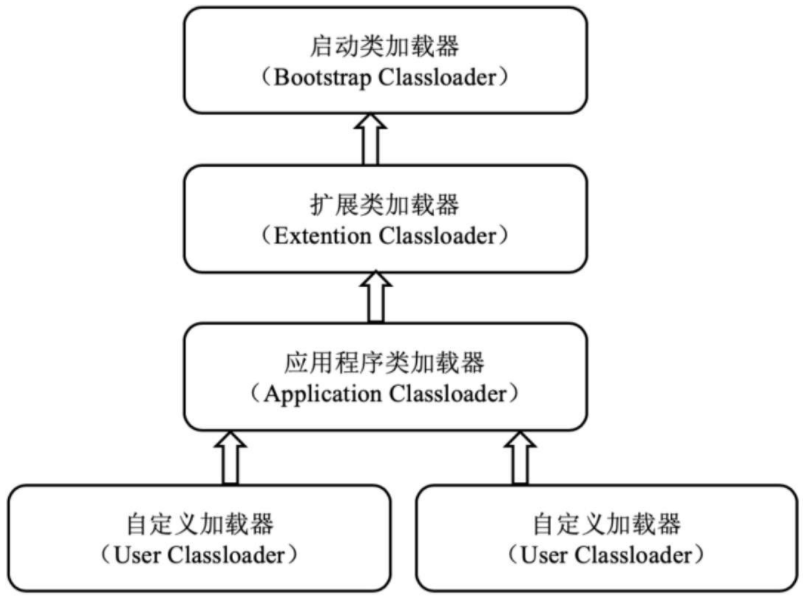 启动类加载器
（Bootstrap Classloader）
扩展类加载器
（Extention Classloader）
应用程序类加载器
（Application Classloader）
自定义加载器
（User Classloader）
自定义加载器
（User Classloader）